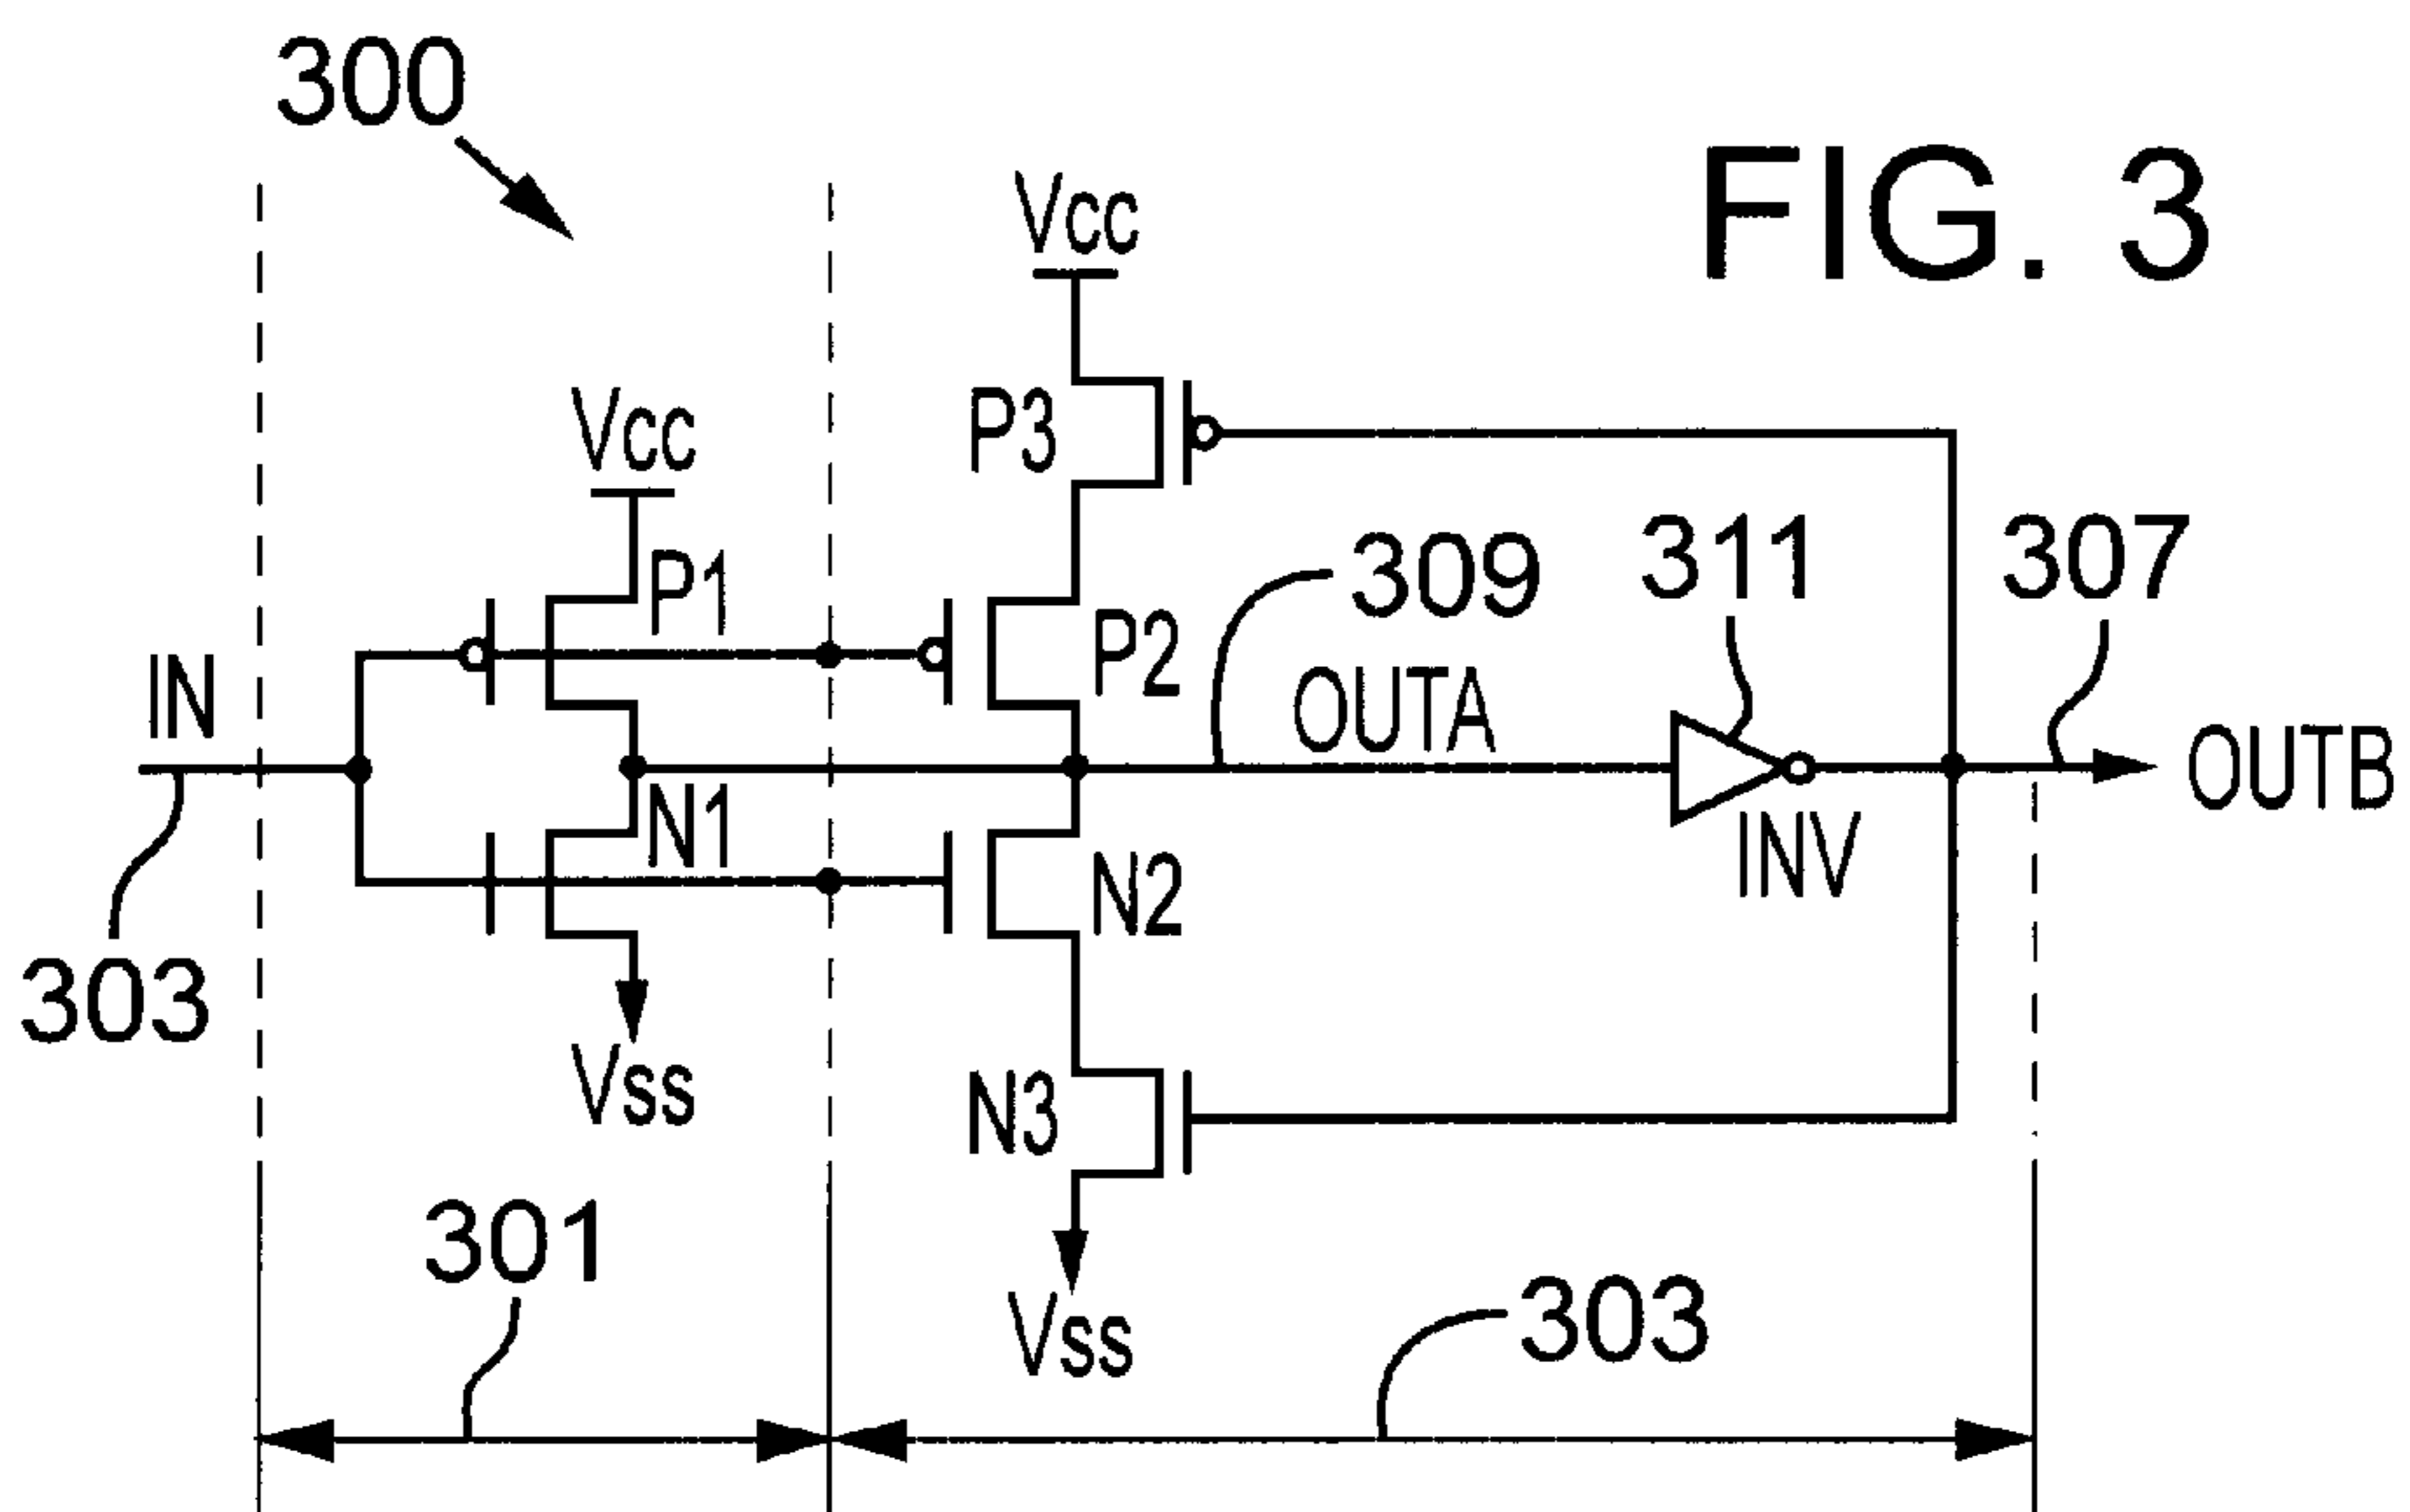 300
FIG. 3
Vcc
Vcc
P3
P1
309
311
307
IN
P2
OUTA
OUTB
N1
INV
N2
303
Vss
N3
301
303
Vss